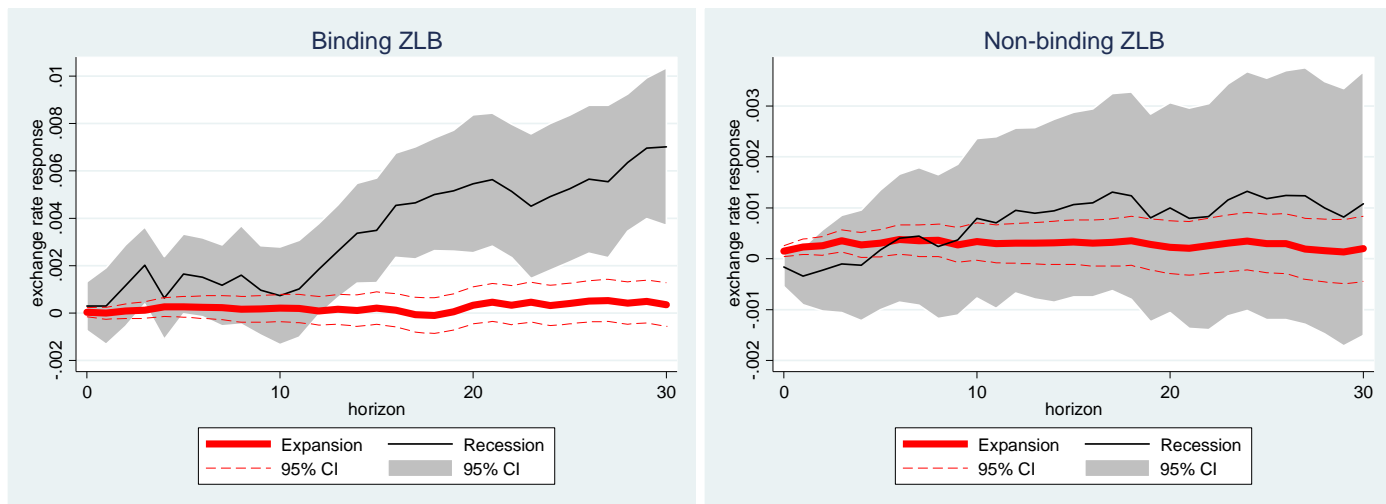 Binding ZLB
exchange rate response
.01
.008
.006
.004
.002
0
-.002
0 10 20 30
horizon
Expansion Recession
95% CI 95% CI
Non-binding ZLB
exchange rate response
.003
.002
.001
0
-.001
-.002
0 10 20 30
horizon
Expansion Recession
95% CI 95% CI